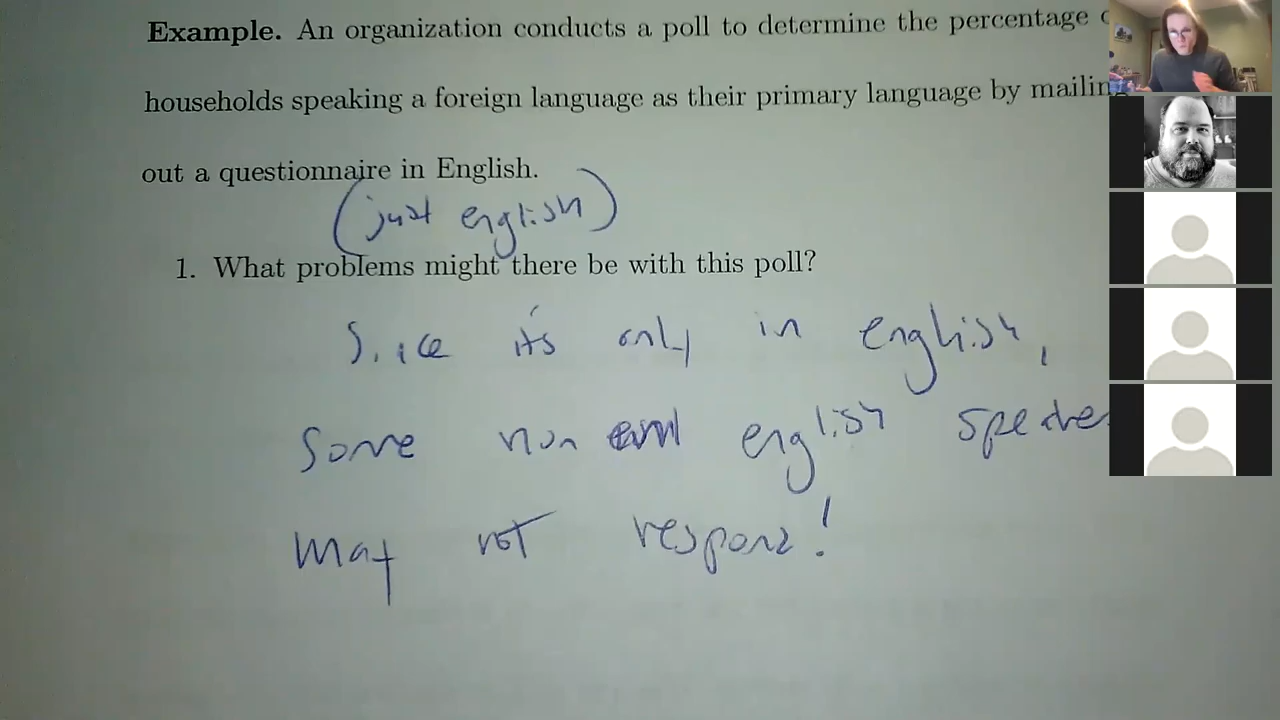 Example. An organization conducts a poll to determine the percentage
households speaking a foreign language as their primary language by mailing
out a questionnaire in English.
(just english)
1. What problems might there be with this poll?
Since it's only in english,
Some non english speaker
may not respond!